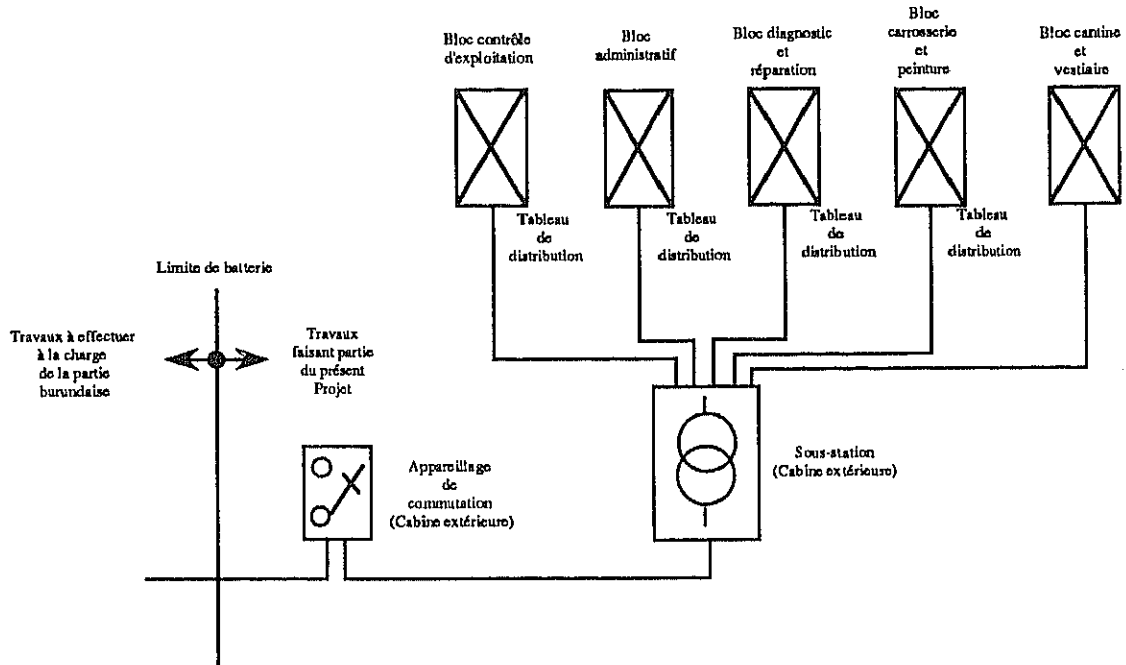 Bloc contrôle
d'exploitation
Bloc
administratif
Bloc diagnostic
et
réparation
Bloc
carrosserie
et
peinture
Bloc cantine
et
vestiaire
Tableau
de
distribution
Tableau
de
distribution
Tableau
de
distribution
Tableau
de
distribution
Limite de batterie
Travaux à effectuer
à la charge
de la partie
burundaise
Travaux
faisant partie
du présent
Projet
Appareillage
de
commutation
(Cabine extérieure)
Sous-station
(Cabine extérieure)